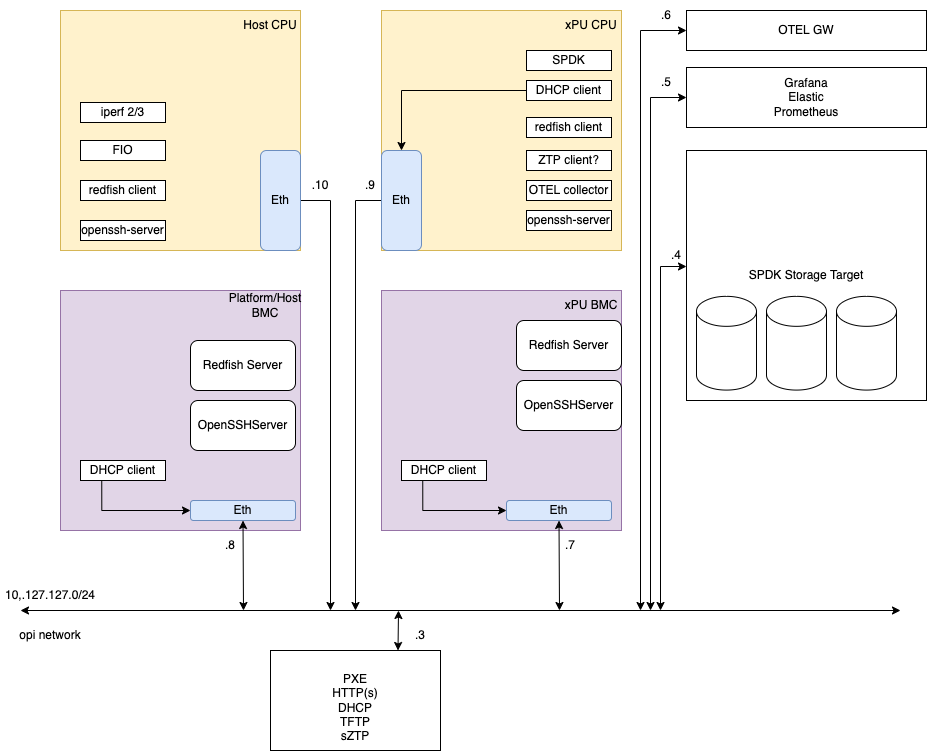 Host CPU
iperf 2/3
FIO
redfish client
openssh-server
Eth
.10
xPU CPU
SPDK
DHCP client
redfish client
ZTP client?
OTEL collector
openssh-server
Eth
.9
.6
OTEL GW
.5
Grafana
Elastic
Prometheus
.4
SPDK Storage Target
Platform/Host
BMC
Redfish Server
OpenSSHServer
DHCP client
Eth
.8
xPU BMC
Redfish Server
OpenSSHServer
DHCP client
Eth
.7
10,.127.127.0/24
opi network
.3
PXE
HTTP(s)
DHCP
TFTP
sZTP